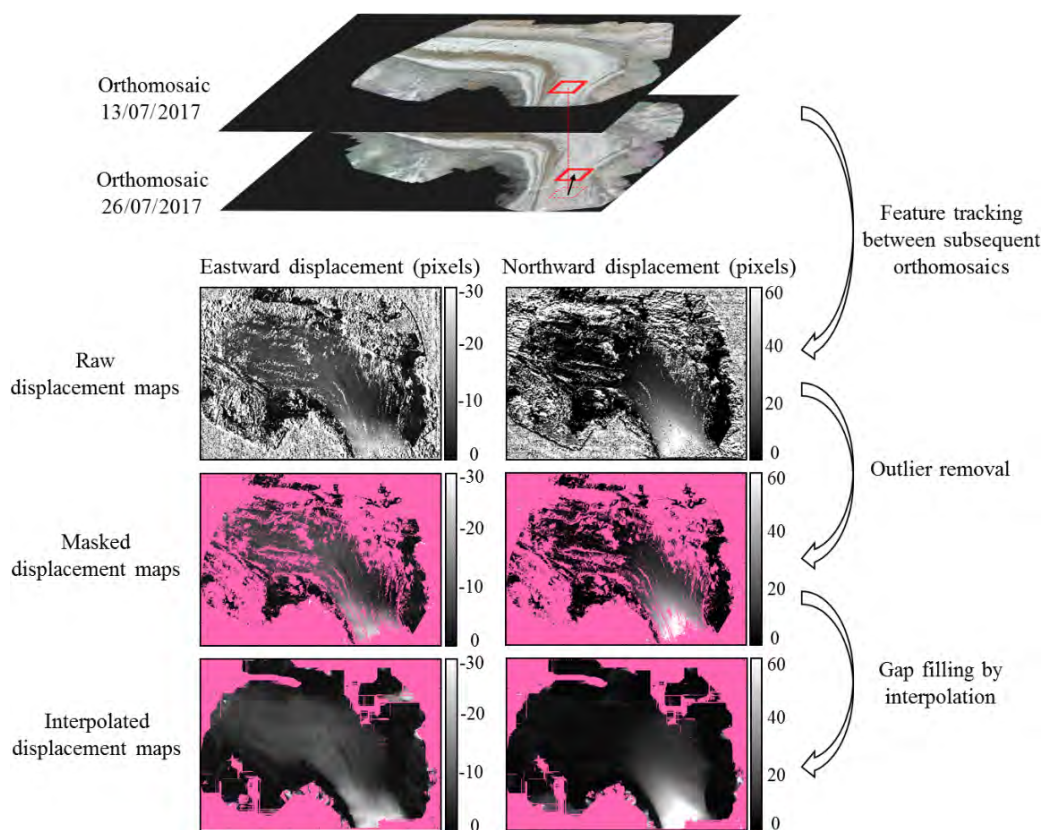 Orthomosaic
13/07/2017
Orthomosaic
26/07/2017
Feature tracking
between subsequent
orthomosaics
Eastward displacement (pixels)
Northward displacement (pixels)
Raw
displacement maps
-30
-20
-10
0
60
40
20
0
Outlier removal
Masked
displacement maps
-30
-20
-10
0
60
40
20
0
Gap filling by
interpolation
Interpolated
displacement maps
-30
-20
-10
0
60
40
20
0